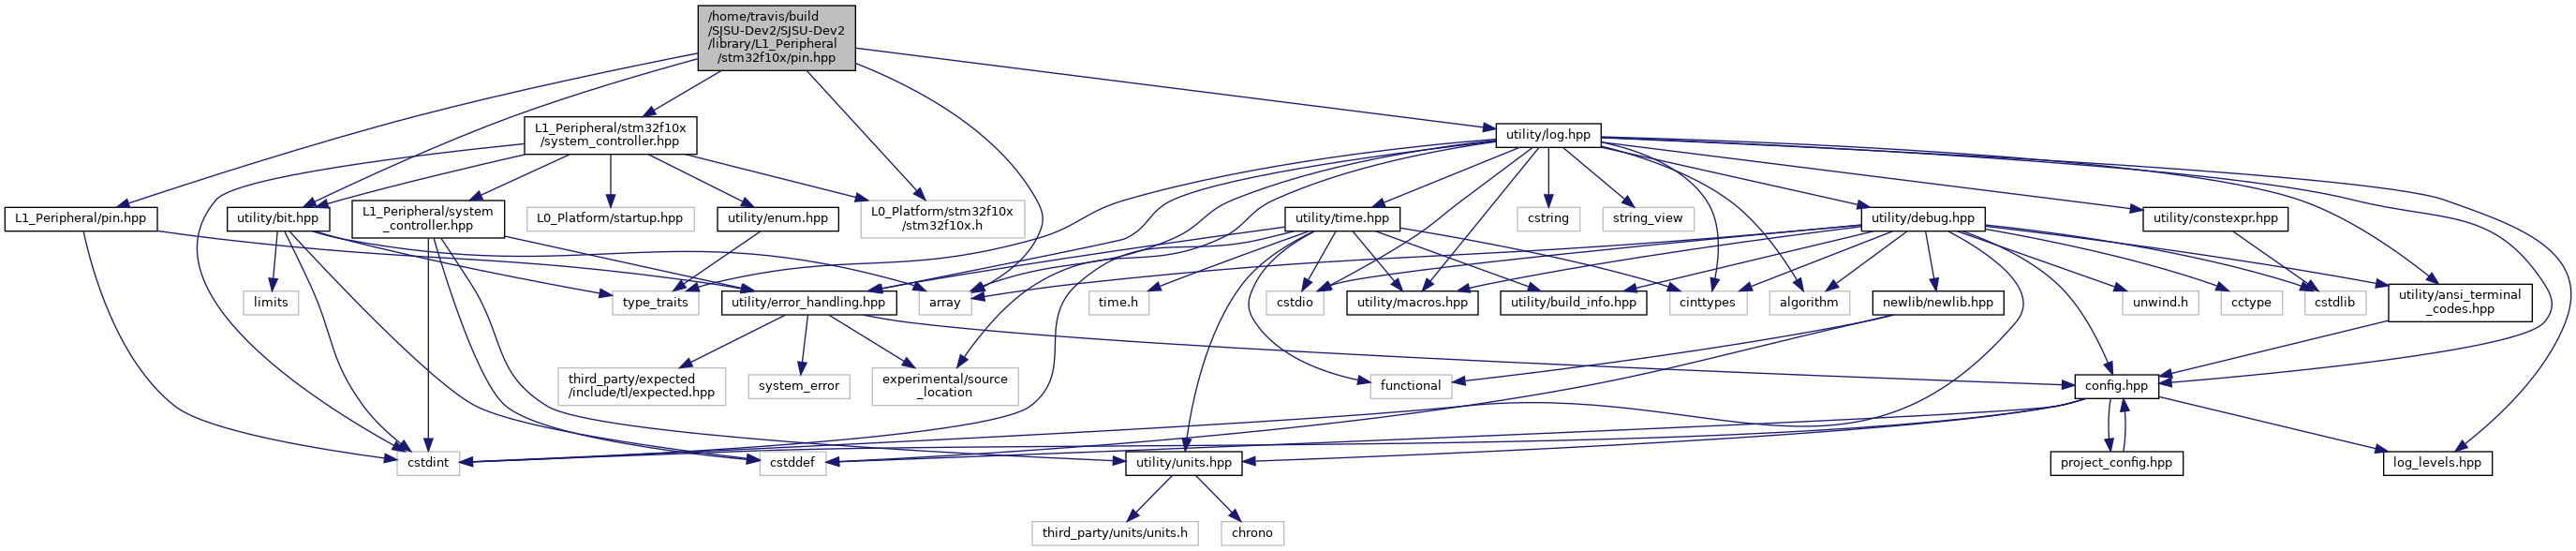 /home/travis/build
/SJSU-Dev2/SJSU-Dev2
/library/L1_Peripheral
/stm32f10x/pin.hpp
L1_Peripheral/stm32f10x
/system_controller.hpp
utility/log.hpp
L1_Peripheral/pin.hpp
utility/bit.hpp
L1_Peripheral/system
_controller.hpp
L0_Platform/startup.hpp
utility/enum.hpp
L0_Platform/stm32f10x
/stm32f10x.h
utility/time.hpp
cstring
string_view
utility/debug.hpp
utility/constexpr.hpp
limits
type_traits
utility/error_handling.hpp
array
time.h
cstdio
utility/macros.hpp
utility/build_info.hpp
cinttypes
algorithm
newlib/newlib.hpp
unwind.h
cctype
cstdlib
utility/ansi_terminal
_codes.hpp
third_party/expected
/include/tl/expected.hpp
system_error
experimental/source
_location
functional
config.hpp
cstdint
cstddef
utility/units.hpp
project_config.hpp
log_levels.hpp
third_party/units/units.h
chrono